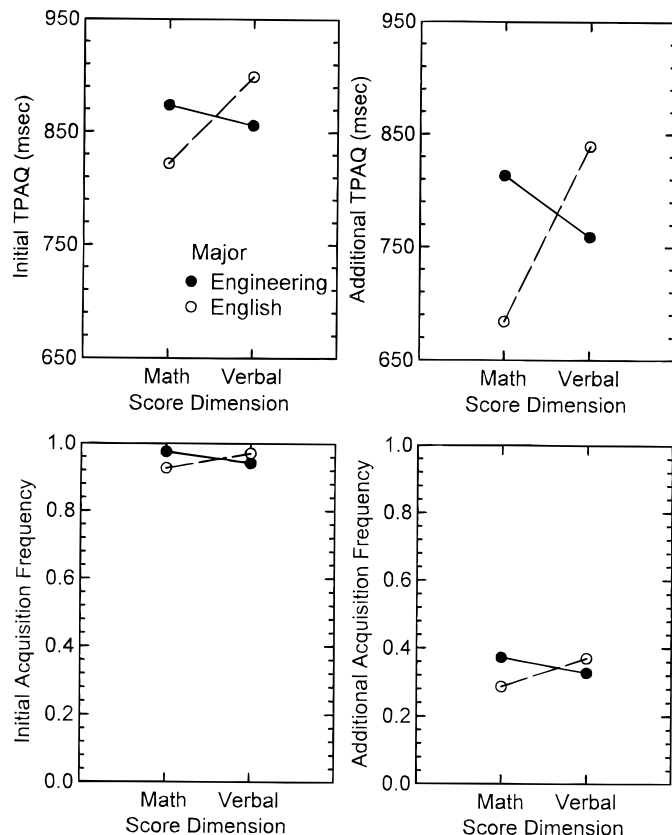 950
850
750
650
Initial TPAQ (msec)
Major
Engineering
English
Math Verbal
Score Dimension
950
850
750
650
Additional TPAQ (msec)
Math Verbal
Score Dimension
1.0
0.8
0.6
0.4
0.2
0.0
Initial Acquisition Frequency
Math Verbal
Score Dimension
1.0
0.8
0.6
0.4
0.2
0.0
Additional Acquisition Frequency
Math Verbal
Score Dimension